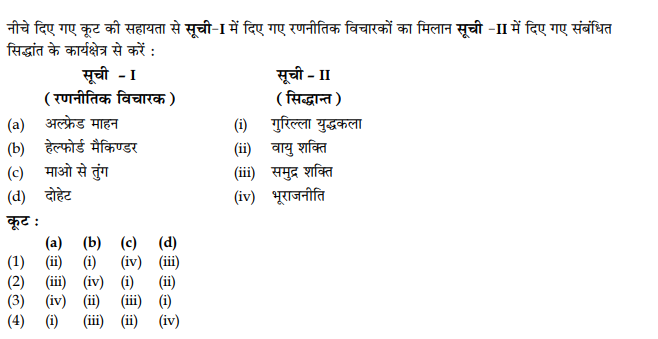 नीचे दिए गए कूट की सहायता से सूची-I में दिए गए रणनीतिक विचारकों का मिलान सूची -II में दिए गए संबंधित
सिद्धांत के कार्यक्षेत्र से करें :
सूची - I सूची - II
( रणनीतिक विचारक ) ( सिद्धान्त )
(a) अल्फ्रेड माहन (i) गुरिल्ला युद्धकला
(b) हेल्फोर्ड मैकिण्डर (ii) वायु शक्ति
(c) माओ से तुंग (iii) समुद्र शक्ति
(d) दोहेट (iv) भूराजनीति
कूट :
(a) (b) (c) (d)
(1) (ii) (i) (iv) (iii)
(2) (iii) (iv) (i) (ii)
(3) (iv) (ii) (iii) (i)
(4) (i) (iii) (ii) (iv)